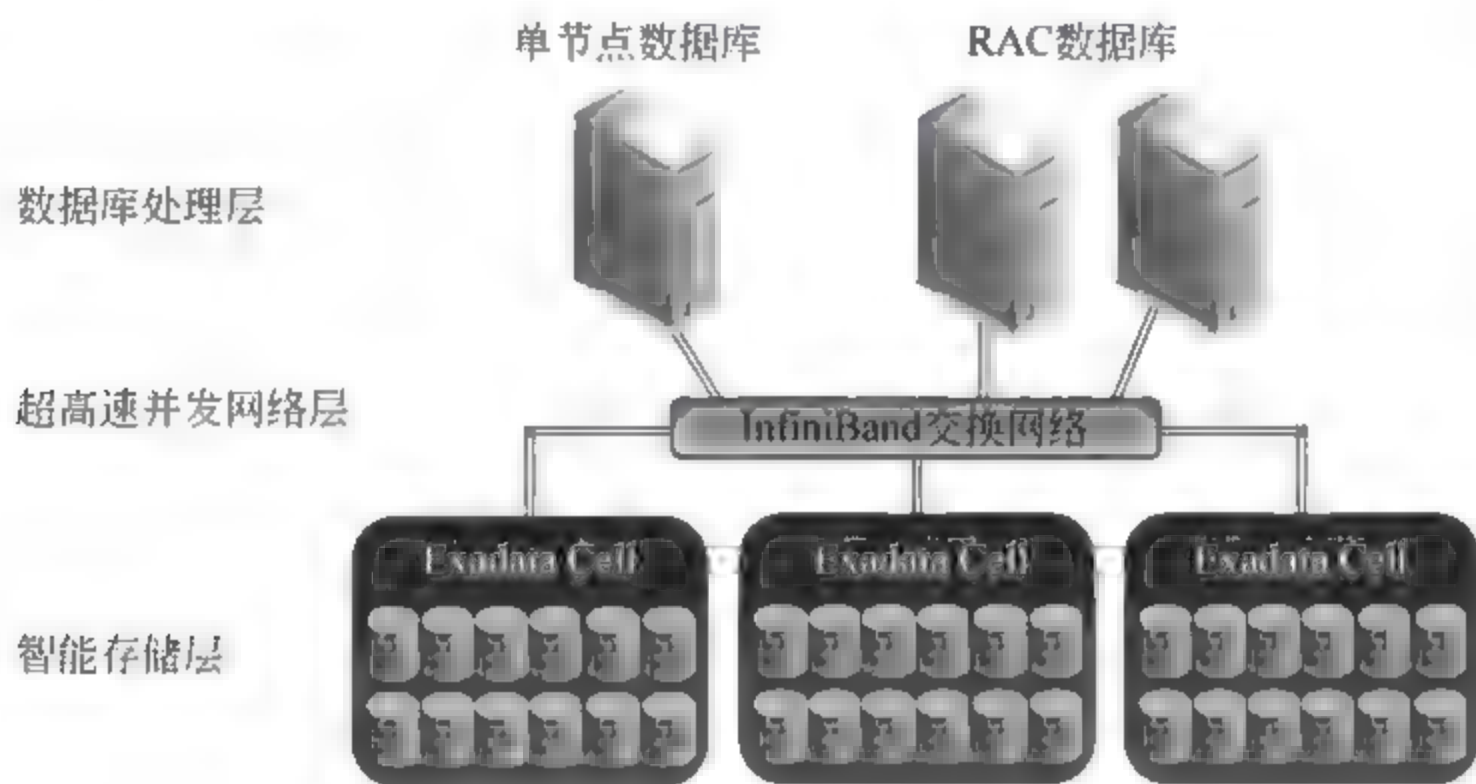 单节点数据库
RAC数据库
数据库处理层
超高速并发网络层
InfiniBand交换网络
Exadata Cell
Exadata Cell
Exadata Cell
智能存储层